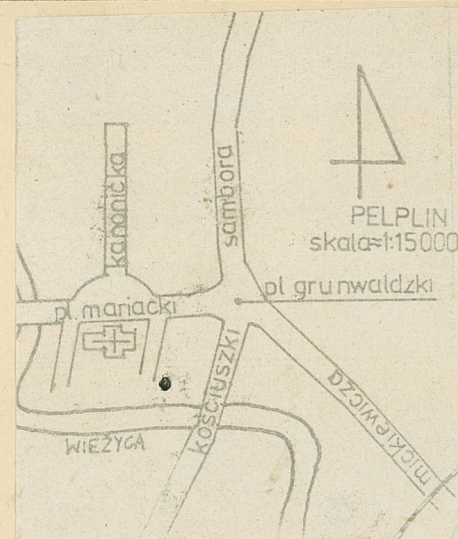 kanonicka
sambora
PELPLIN
skala≈1:15000
pl. mariacki
pl grunwaldzki
kościuszki
mickiewicza
WIEŻYCA